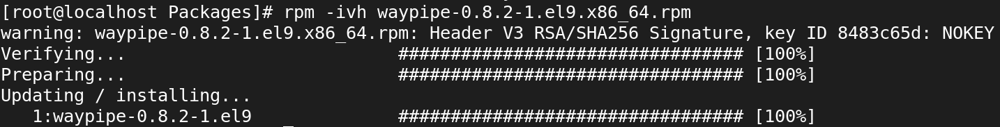 [root@localhost Packages]# rpm -ivh waypipe-0.8.2-1.el9.x86_64.rpm
warning: waypipe-0.8.2-1.el9.x86_64.rpm: Header V3 RSA/SHA256 Signature, key ID 8483c65d: NOKEY
Verifying... ################################# [100%]
Preparing... ################################# [100%]
Updating / installing...
1:waypipe-0.8.2-1.el9 ################################# [100%]